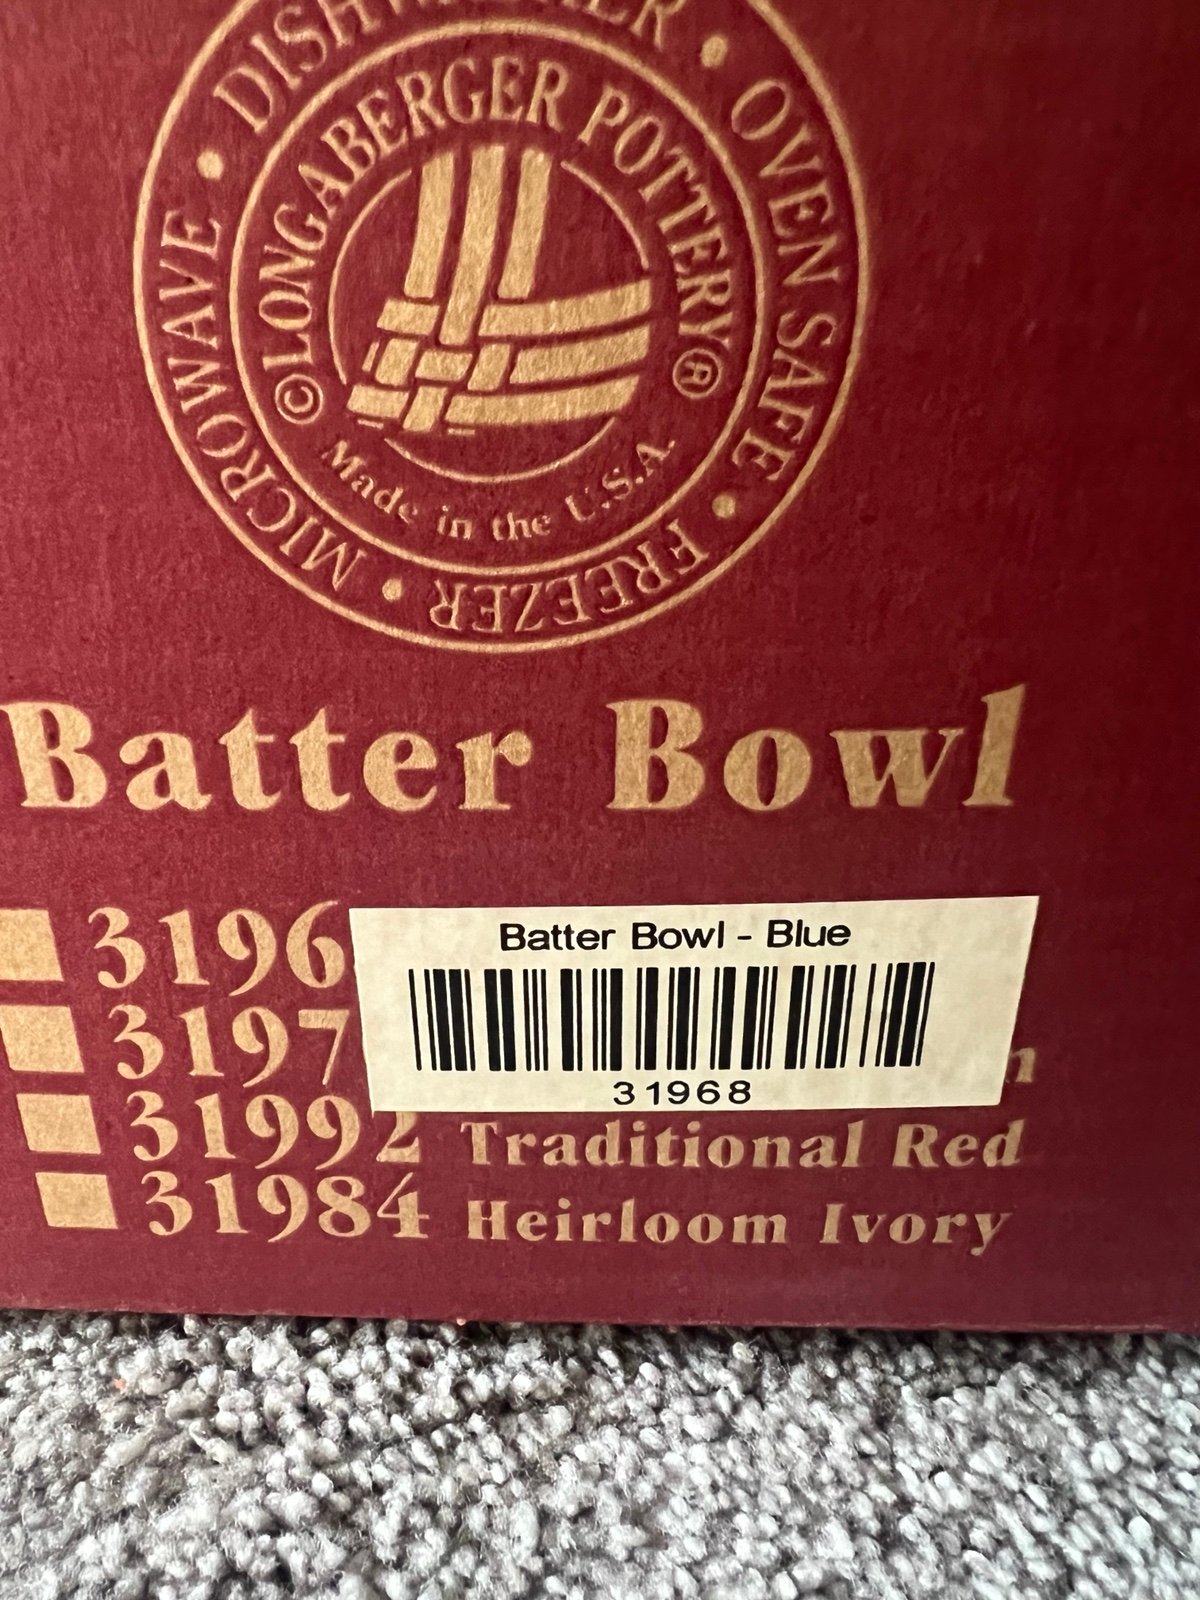 MICROWAVE • DISHWASHER • OVEN SAFE • FREEZER •
© LONGABERGER POTTERY ®
Made in the U.S.A.
Batter Bowl
3196
Batter Bowl - Blue
3197
31968
31992 Traditional Red
31984 Heirloom Ivory